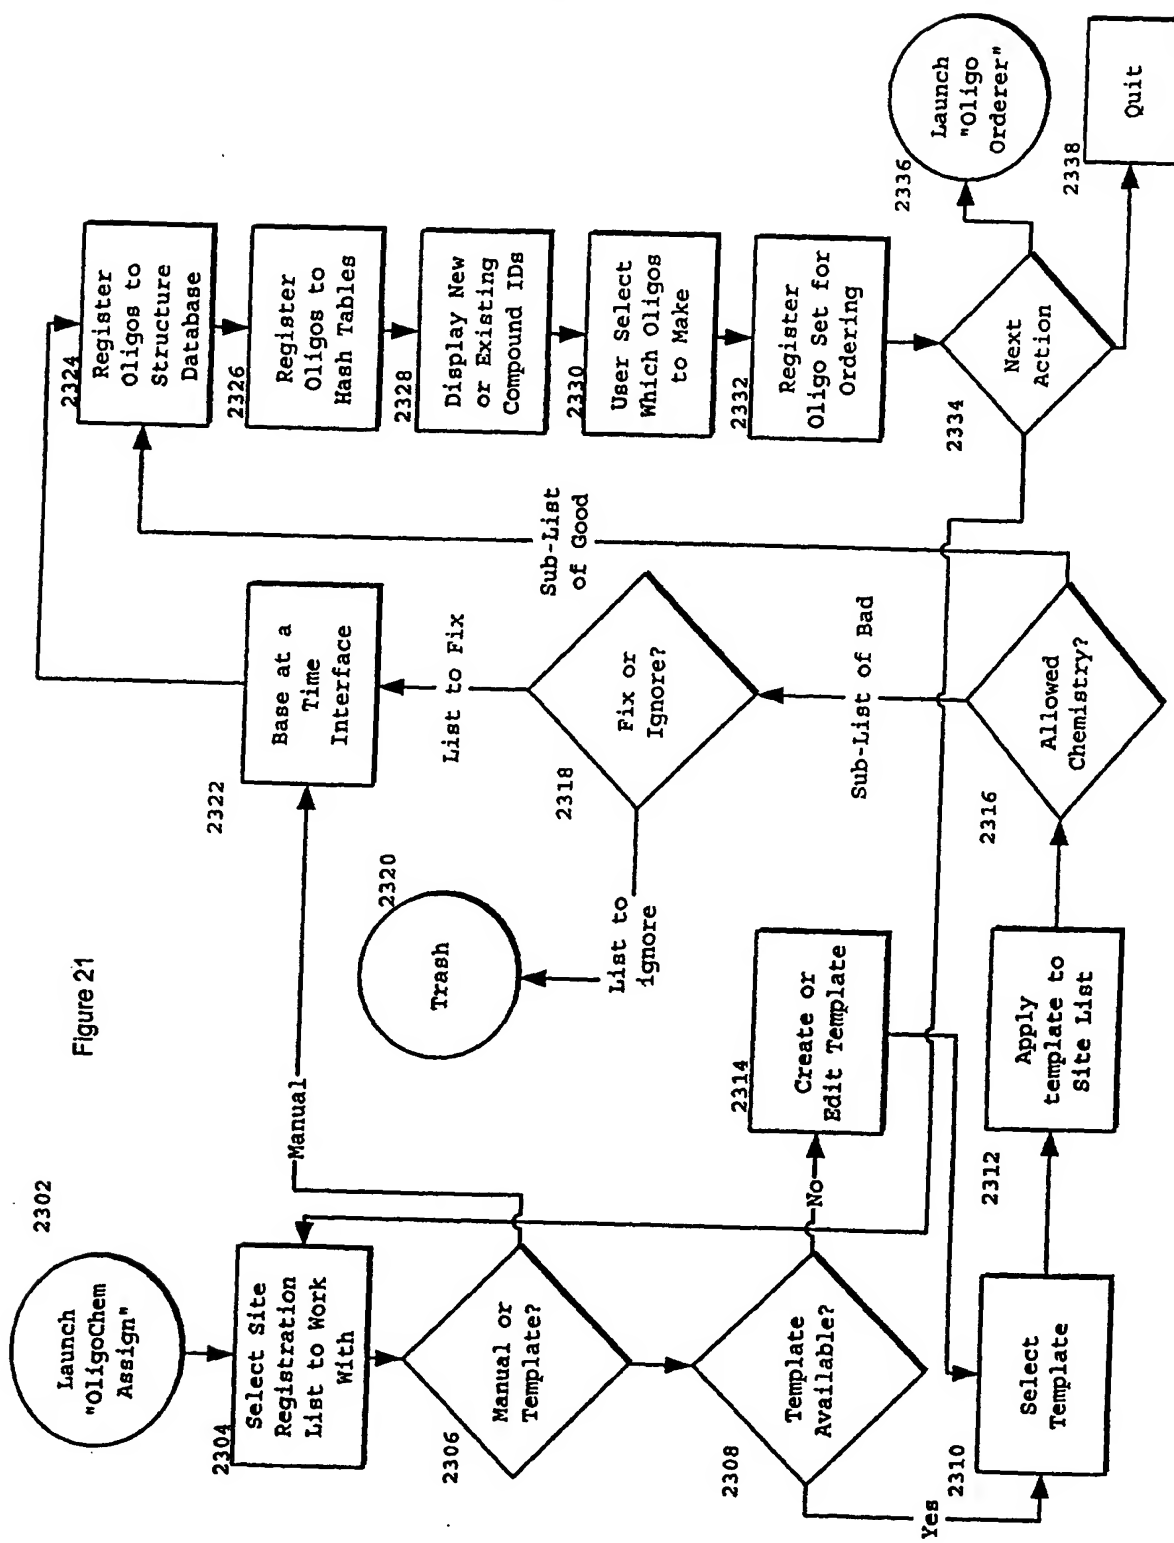 Figure 21
2302
Launch
"OligoChem
Assign"
2304
Select Site
Registration
List to Work
With
2306
Manual or
Template?
Manual
2308
Template
Available?
Yes
No
2310
Select
Template
2312
Apply
template to
Site List
2314
Create or
Edit Template
2316
Allowed
Chemistry?
Sub-List of Bad
Sub-List
of Good
2318
Fix or
Ignore?
List to
ignore
List to Fix
2320
Trash
2322
Base at a
Time
Interface
2324
Register
Oligos to
Structure
Database
2326
Register
Oligos to
Hash Tables
2328
Display New
or Existing
Compound IDs
2330
User Select
Which Oligos
to Make
2332
Register
Oligo Set for
Ordering
2334
Next
Action
2336
Launch
"Oligo
Orderer"
2338
Quit